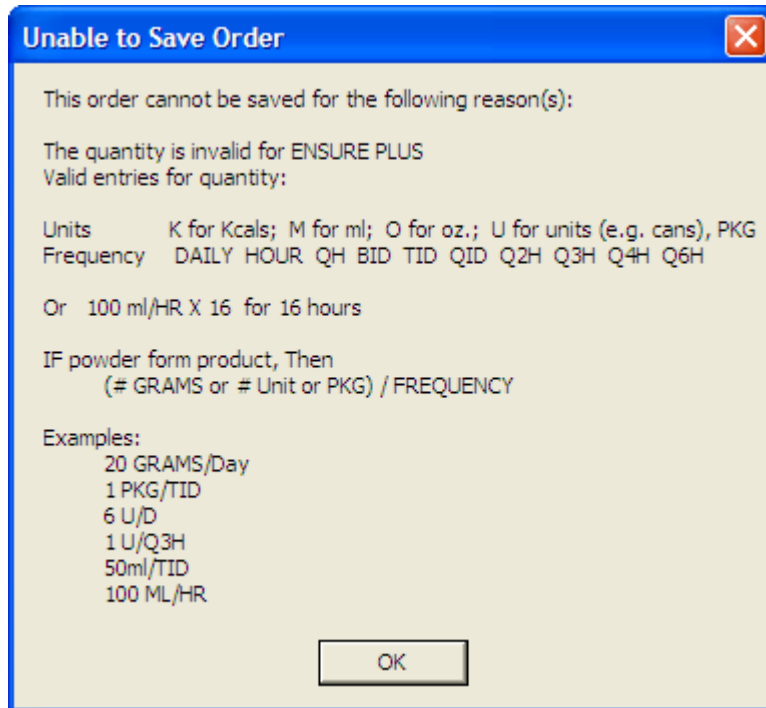 Unable to Save Order
This order cannot be saved for the following reason(s):
The quantity is invalid for ENSURE PLUS
Valid entries for quantity:
Units K for Kcals; M for ml; O for oz.; U for units (e.g. cans), PKG
Frequency DAILY HOUR QH BID TID QID Q2H Q3H Q4H Q6H
Or 100 ml/HR X 16 for 16 hours
IF powder form product, Then
(# GRAMS or # Unit or PKG) / FREQUENCY
Examples:
20 GRAMS/Day
1 PKG/TID
6 U/D
1 U/Q3H
50ml/TID
100 ML/HR
OK